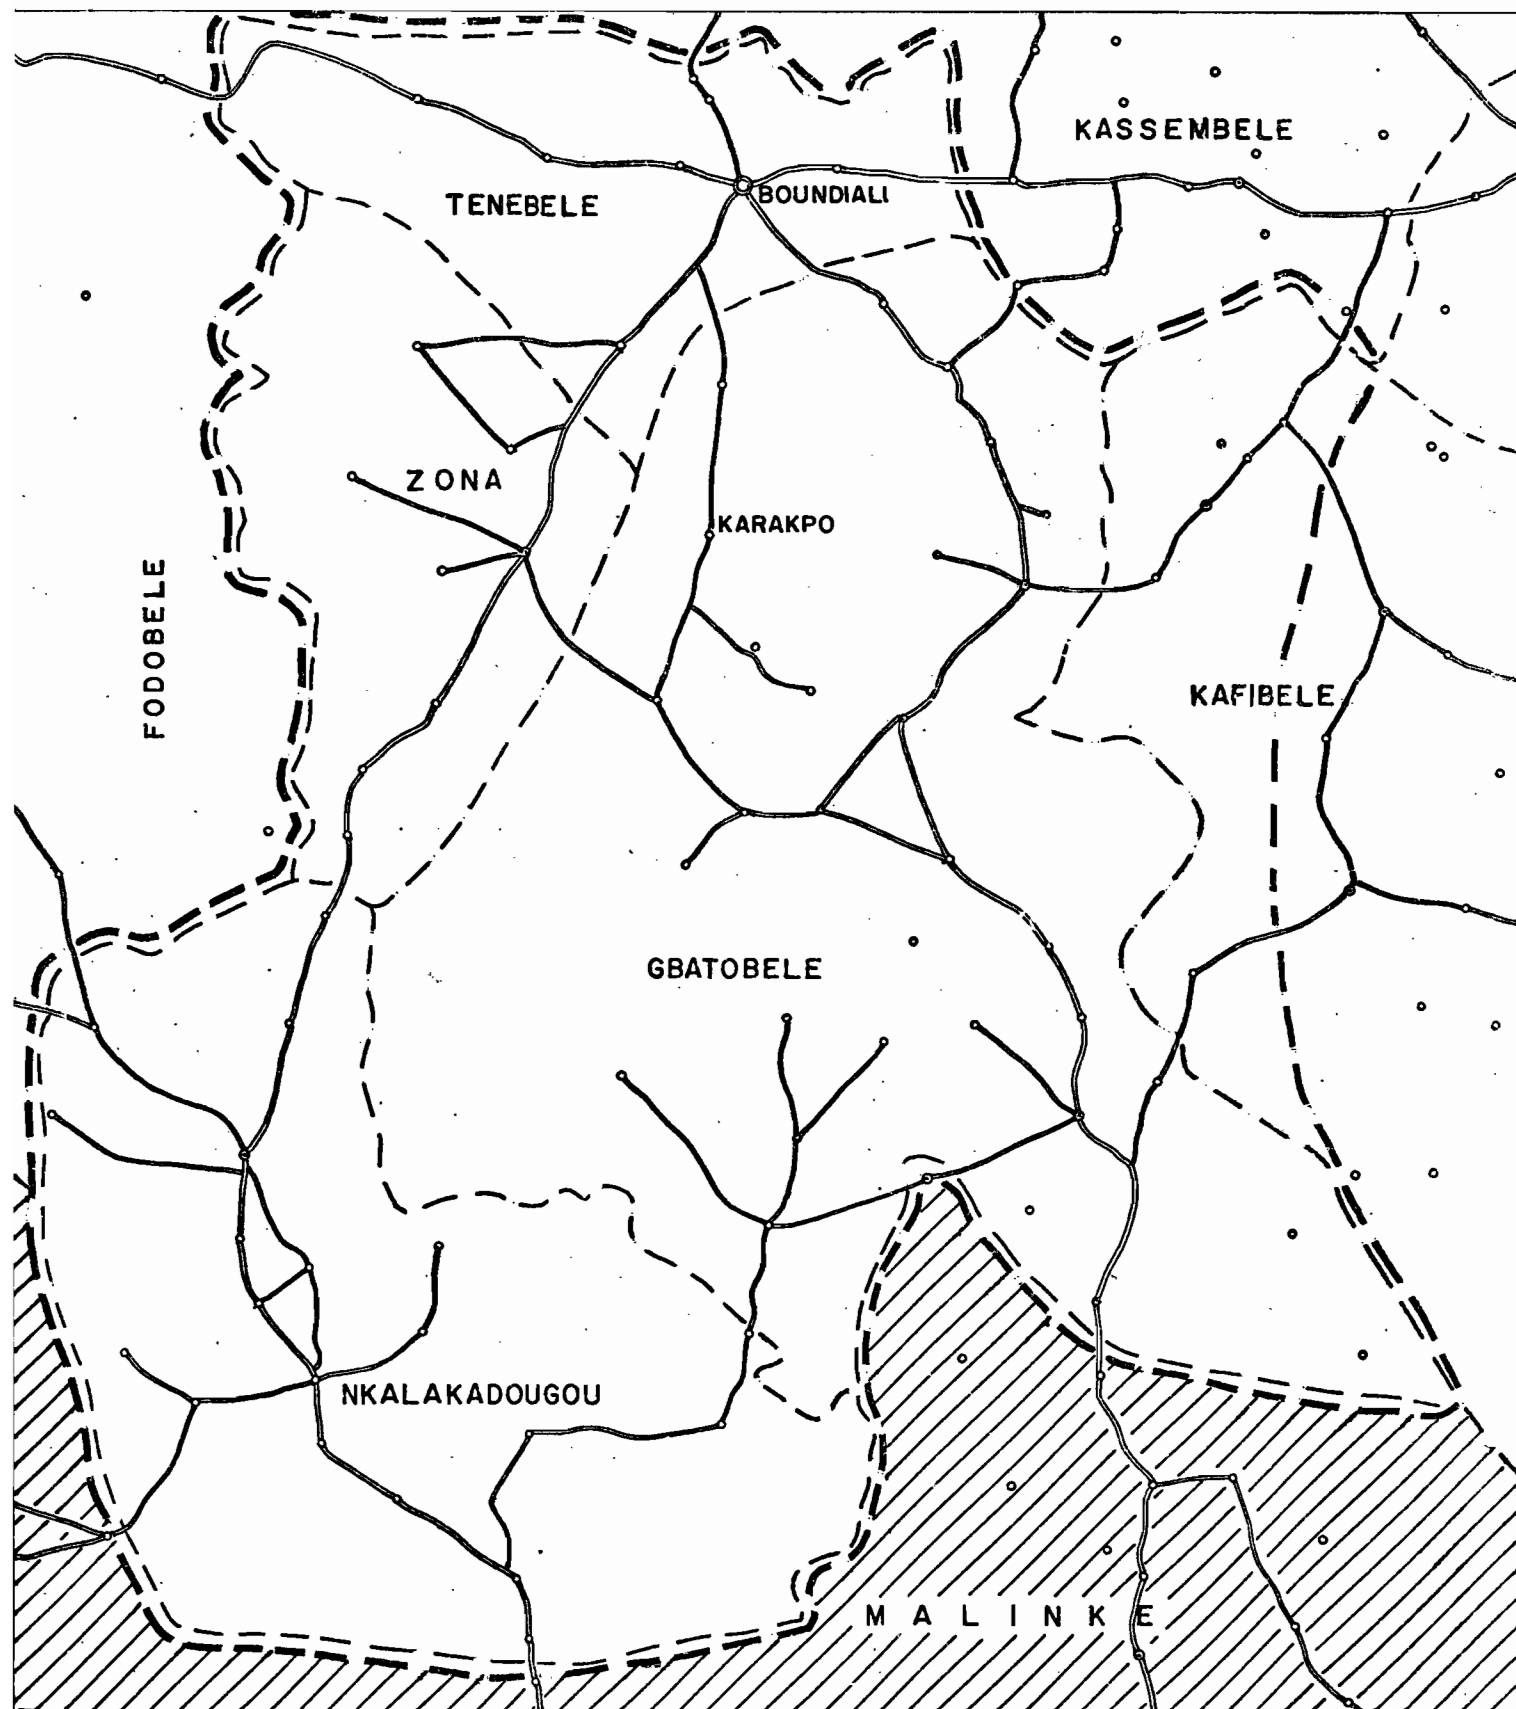 KASSEMBELE
BOUNDIALI
TENEBELE
ZONA
KARAKPO
FODOBELE
KAFIBELE
GBATOBELE
NKALAKADOUGOU
MALINKE